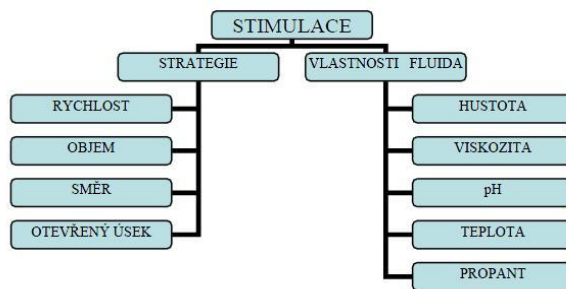 STIMULACE
STRATEGIE
VLASTNOSTI FLUIDA
RYCHLOST
OBJEM
SMĚR
OTEVŘENÝ ÚSEK
HUSTOTA
VISKOZITA
pH
TEPLOTA
PROPANT